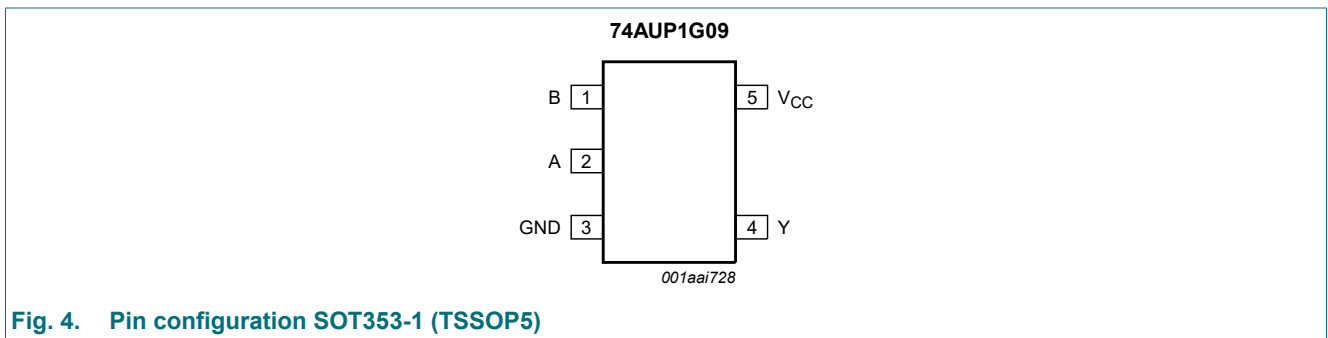 74AUP1G09
B 1 5 VCC
A 2
GND 3 4 Y
001aai728
Fig. 4. Pin configuration SOT353-1 (TSSOP5)